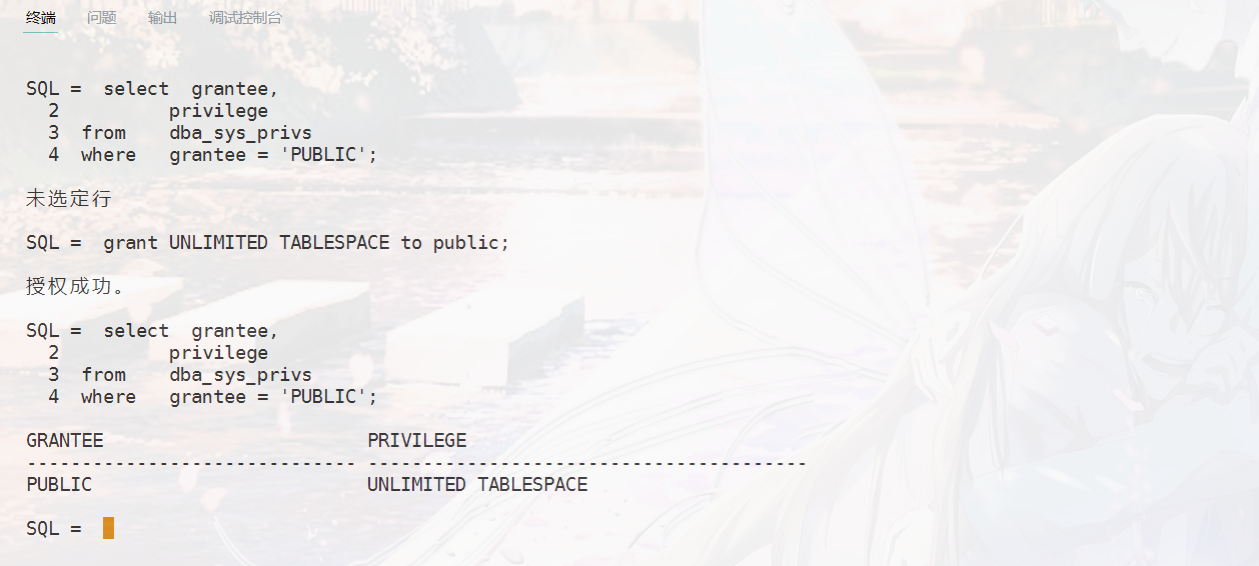 终端 问题 输出 调试控制台
SQL = select grantee,
2 privilege
3 from dba_sys_privs
4 where grantee = 'PUBLIC';
未选定行
SQL = grant UNLIMITED TABLESPACE to public;
授权成功。
SQL = select grantee,
2 privilege
3 from dba_sys_privs
4 where grantee = 'PUBLIC';
GRANTEE PRIVILEGE
------------------------------ ----------------------------------------
PUBLIC UNLIMITED TABLESPACE
SQL =